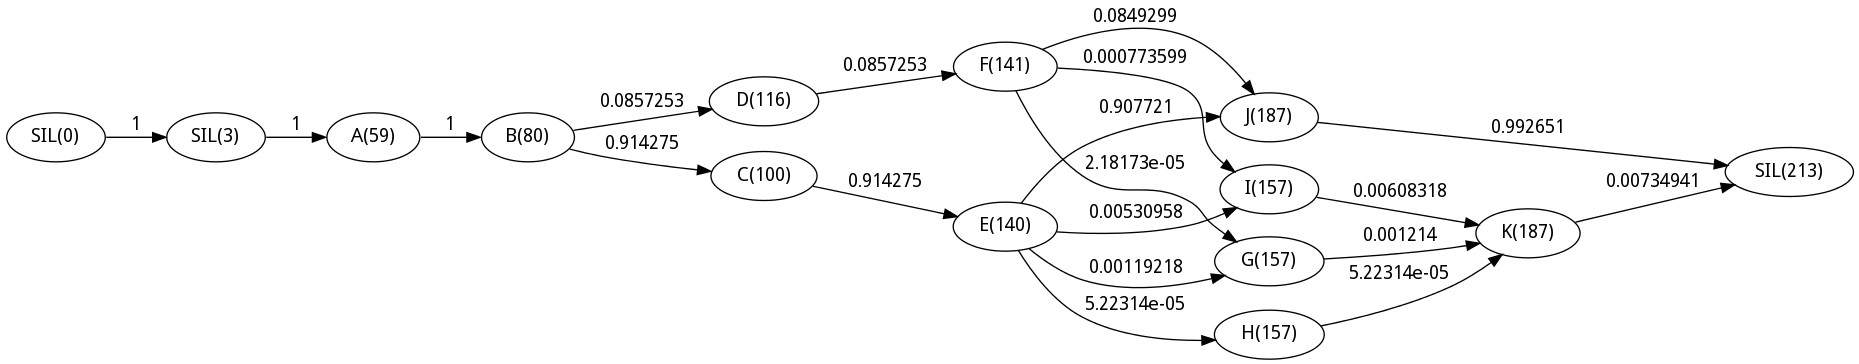 SIL(0)
1
SIL(3)
1
A(59)
1
B(80)
0.0857253
0.914275
D(116)
C(100)
0.0857253
0.914275
F(141)
E(140)
0.0849299
0.000773599
0.907721
2.18173e-05
0.00530958
0.00119218
5.22314e-05
J(187)
I(157)
G(157)
H(157)
0.992651
0.00608318
0.001214
5.22314e-05
K(187)
0.00734941
SIL(213)